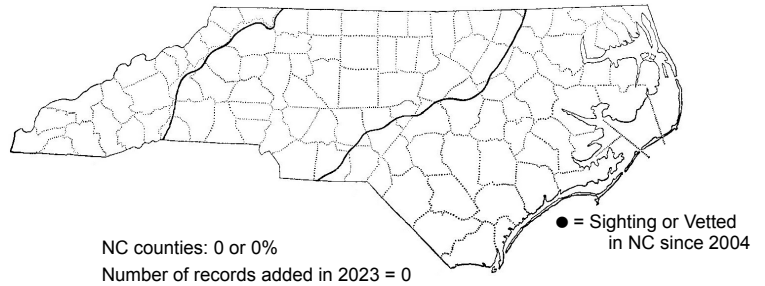 NC counties: 0 or 0%
Number of records added in 2023 = 0
● = Sighting or Vetted
in NC since 2004